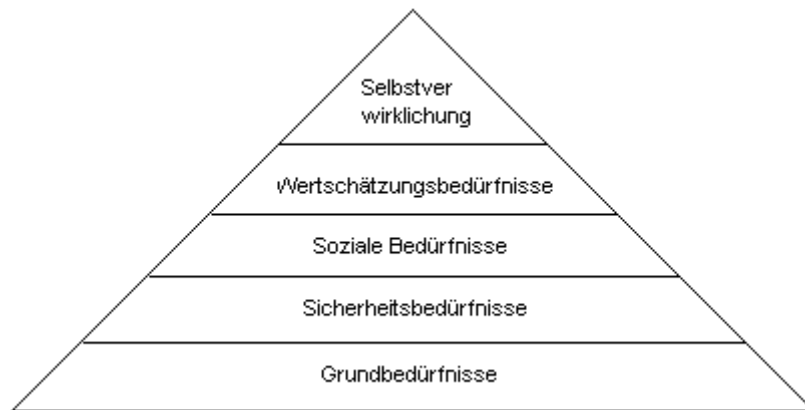 Selbstver
wirklichung
Wertschätzungsbedürfnisse
Soziale Bedürfnisse
Sicherheitsbedürfnisse
Grundbedürfnisse